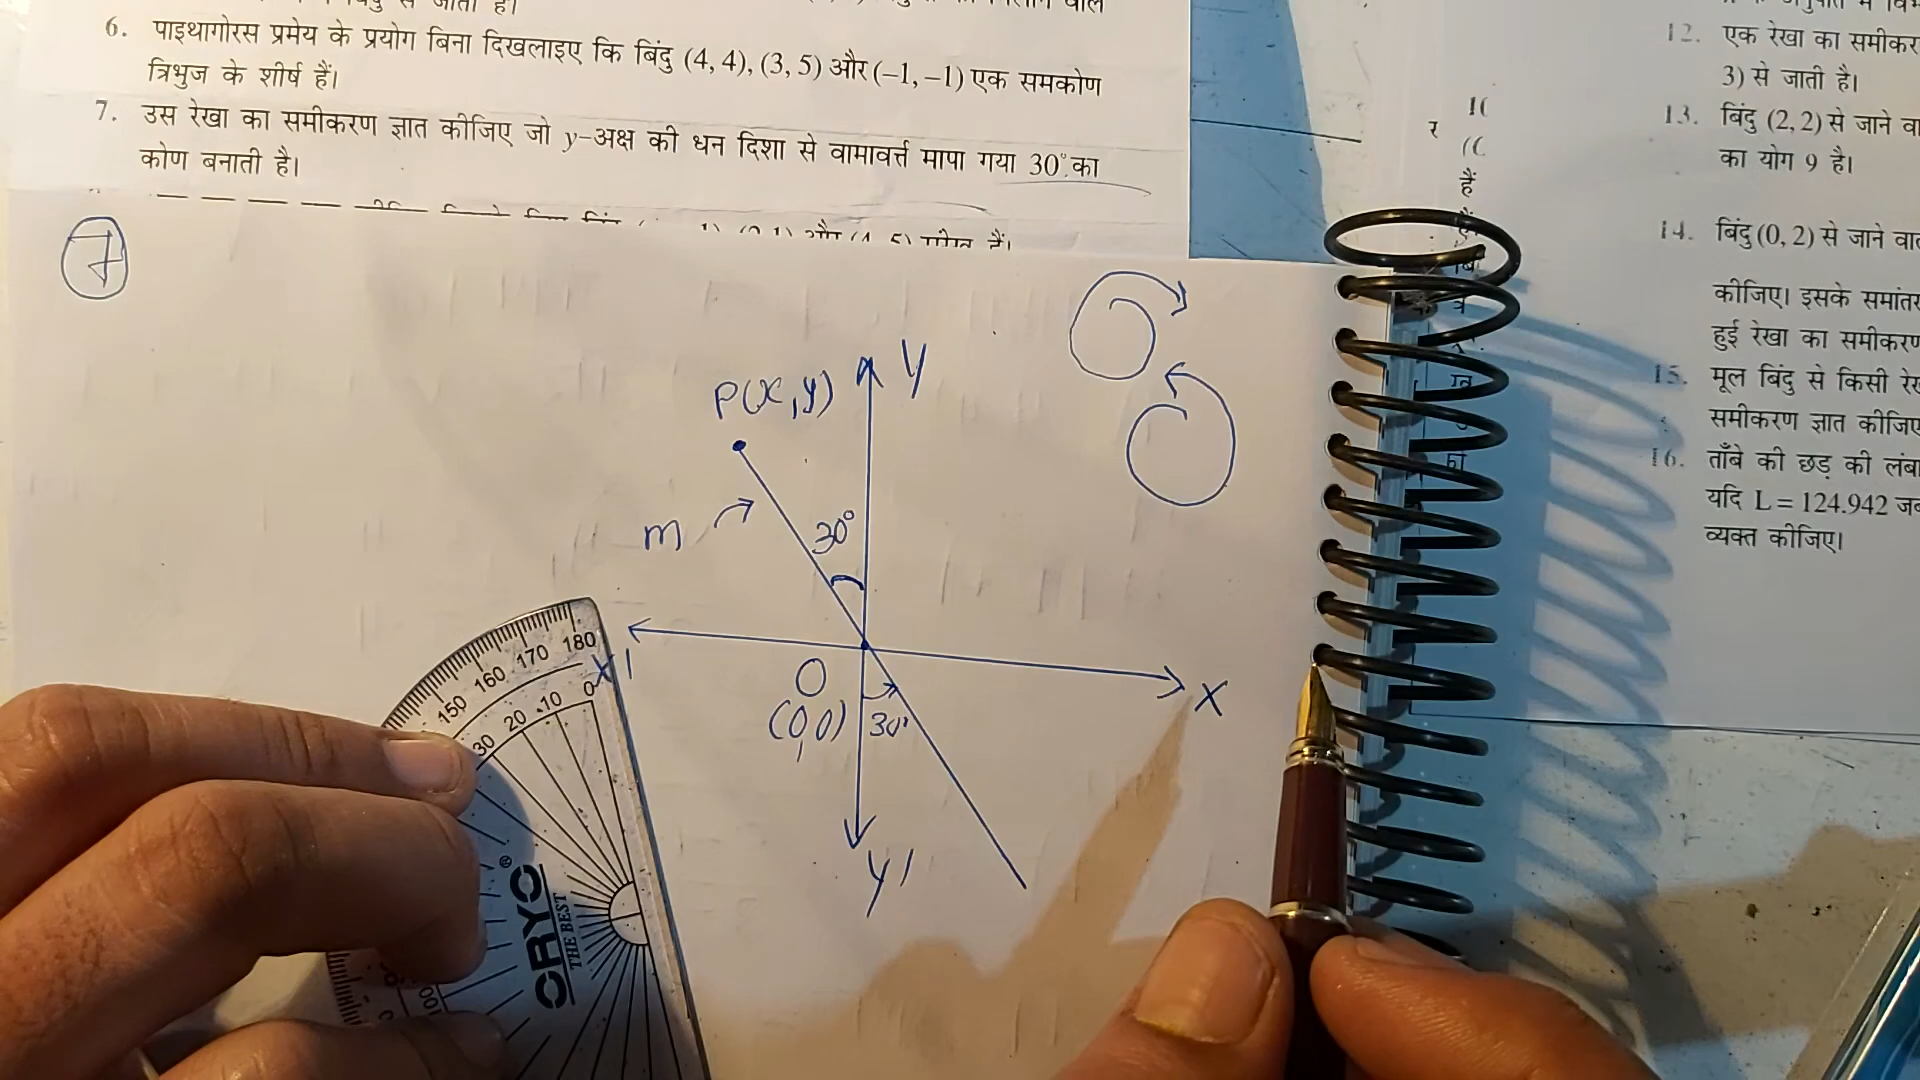 6. पाइथागोरस प्रमेय के प्रयोग बिना दिखलाइए कि बिंदु (4, 4), (3, 5) और (–1, –1) एक समकोण
त्रिभुज के शीर्ष हैं।
7. उस रेखा का समीकरण ज्ञात कीजिए जो y–अक्ष की धन दिशा से वामावर्त्त मापा गया 30° का
कोण बनाती है।
7
Y
P(x,y)
m
30°
X'
O
(0,0)
30°
X
Y'
180
170
160
150
30
20
10
0
CRYO®
THE BEST
12. एक रेखा का समीकर
3) से जाती है।
13. बिंदु (2, 2) से जाने वा
का योग 9 है।
14. बिंदु (0, 2) से जाने वाल
कीजिए। इसके समांतर
हुई रेखा का समीकरण
15. मूल बिंदु से किसी रेख
समीकरण ज्ञात कीजिए
16. ताँबे की छड़ की लंबा
यदि L = 124.942 जब
व्यक्त कीजिए।